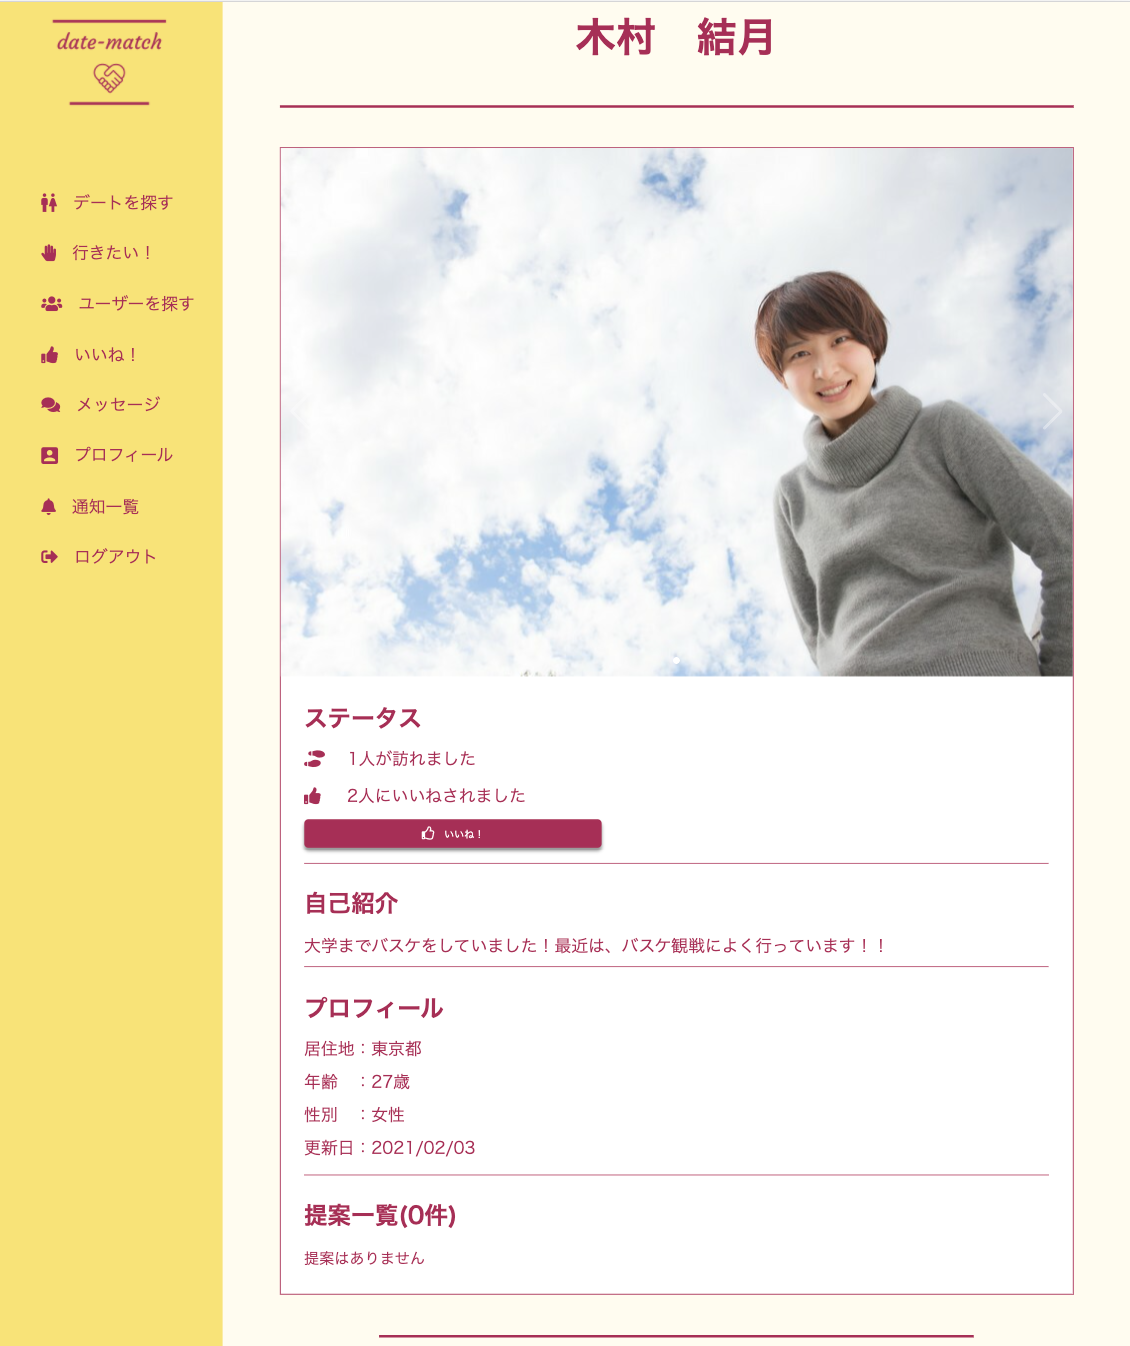 date-match
デートを探す
行きたい！
ユーザーを探す
いいね！
メッセージ
プロフィール
通知一覧
ログアウト
木村　結月
ステータス
1人が訪れました
2人にいいねされました
いいね！
自己紹介
大学までバスケをしていました！最近は、バスケ観戦によく行っています！！
プロフィール
居住地：東京都
年齢　：27歳
性別　：女性
更新日：2021/02/03
提案一覧(0件)
提案はありません